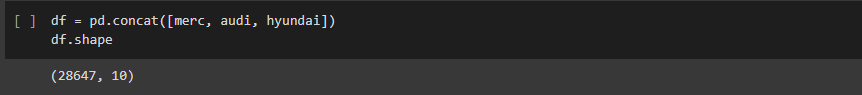 [ ] df = pd.concat([merc, audi, hyundai])
df.shape
(28647, 10)